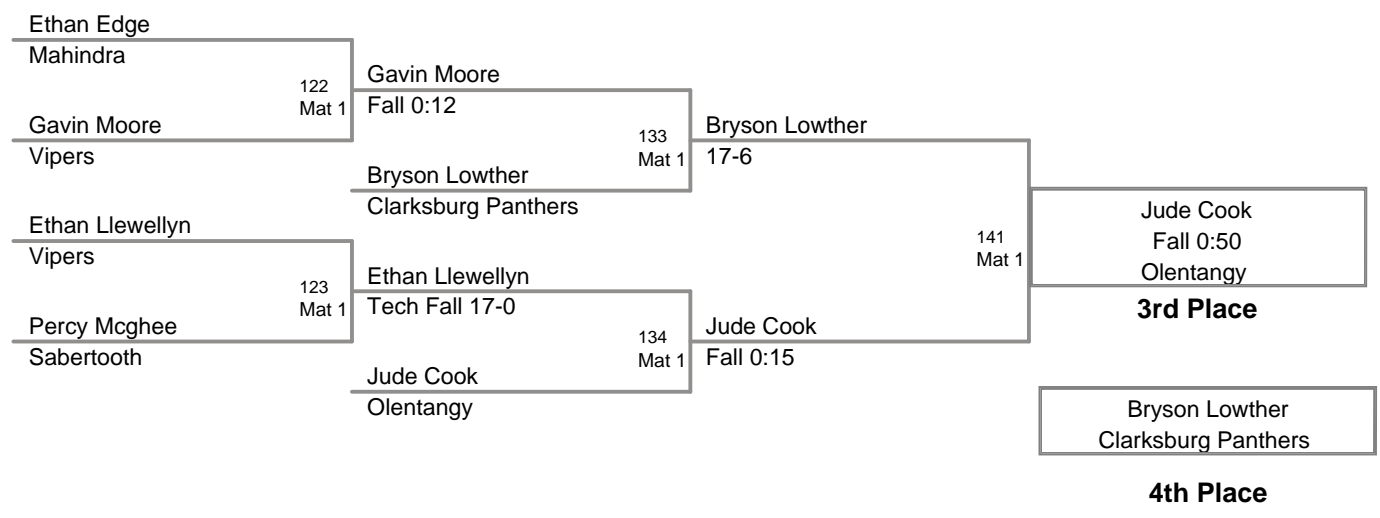 Ethan Edge
Mahindra
122
Mat 1
Gavin Moore
Vipers
Gavin Moore
Fall 0:12
133
Mat 1
Bryson Lowther
Clarksburg Panthers
Bryson Lowther
17-6
Ethan Llewellyn
Vipers
123
Mat 1
Percy Mcghee
Sabertooth
Ethan Llewellyn
Tech Fall 17-0
134
Mat 1
Jude Cook
Olentangy
Jude Cook
Fall 0:15
141
Mat 1
Jude Cook
Fall 0:50
Olentangy
3rd Place
Bryson Lowther
Clarksburg Panthers
4th Place